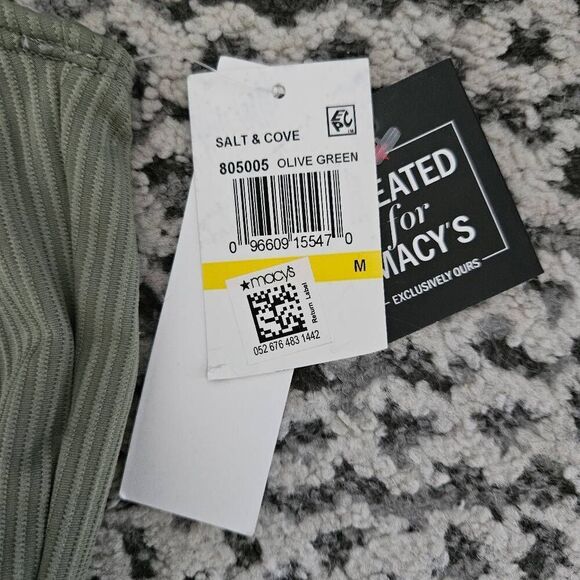 SALT & COVE
EPC
805005 OLIVE GREEN
0 96609 15547 0
M
★macy's
Return Label
052 676 483 1442
EATED
for
MACY'S
EXCLUSIVELY OURS